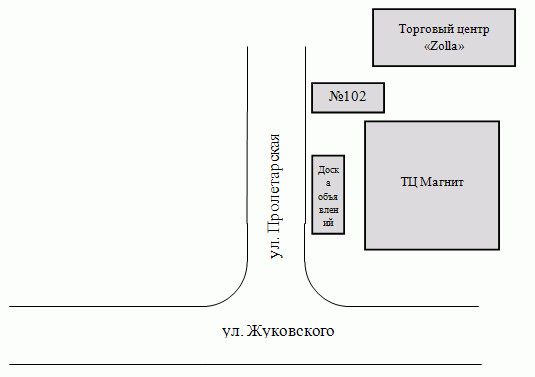 Торговый центр
«Zolla»
№102
Доск
а
объя
влен
ий
ТЦ Магнит
ул. Пролетарская
ул. Жуковского